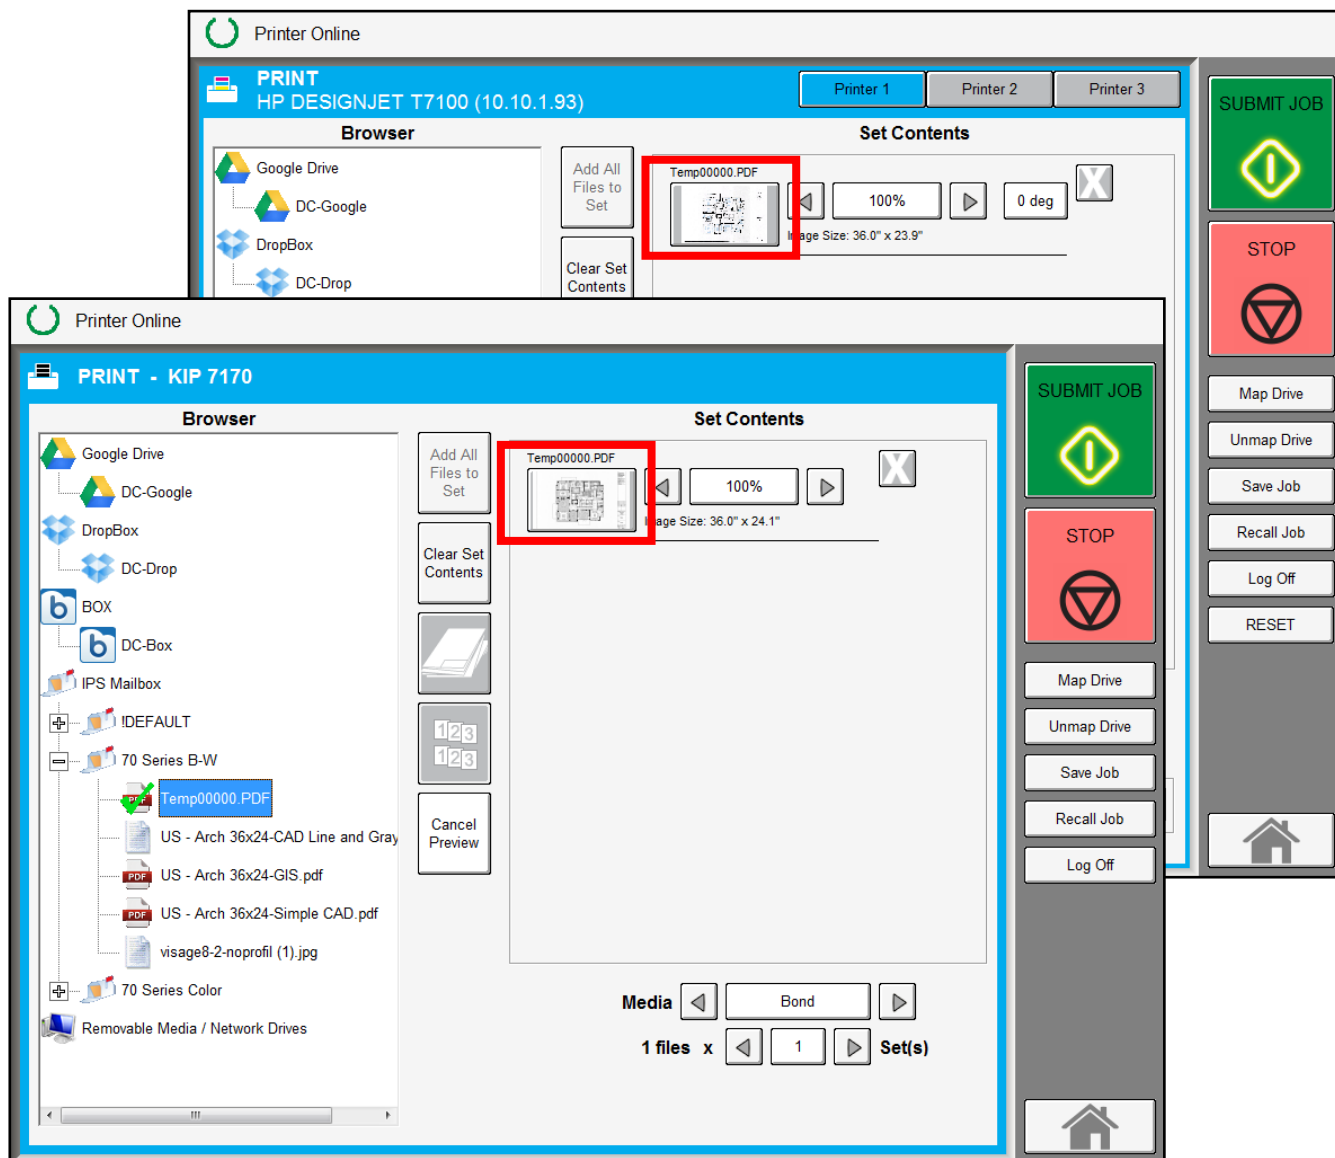 Printer Online
PRINT
HP DESIGNJET T7100 (10.10.1.93)
Printer 1
Printer 2
Printer 3
Browser
Google Drive
DC-Google
DropBox
DC-Drop
Add All
Files to
Set
Clear Set
Contents
Set Contents
Temp00000.PDF
100%
0 deg
X
Image Size: 36.0" x 23.9"
SUBMIT JOB
STOP
Map Drive
Unmap Drive
Save Job
Recall Job
Log Off
RESET
Printer Online
PRINT - KIP 7170
Browser
Google Drive
DC-Google
DropBox
DC-Drop
BOX
DC-Box
IPS Mailbox
!DEFAULT
70 Series B-W
Temp00000.PDF
US - Arch 36x24-CAD Line and Gray
PDF US - Arch 36x24-GIS.pdf
PDF US - Arch 36x24-Simple CAD.pdf
visage8-2-noprofil (1).jpg
70 Series Color
Removable Media / Network Drives
Add All
Files to
Set
Clear Set
Contents
123
123
Cancel
Preview
Set Contents
Temp00000.PDF
100%
X
Image Size: 36.0" x 24.1"
Media Bond
1 files x 1 Set(s)
SUBMIT JOB
STOP
Map Drive
Unmap Drive
Save Job
Recall Job
Log Off